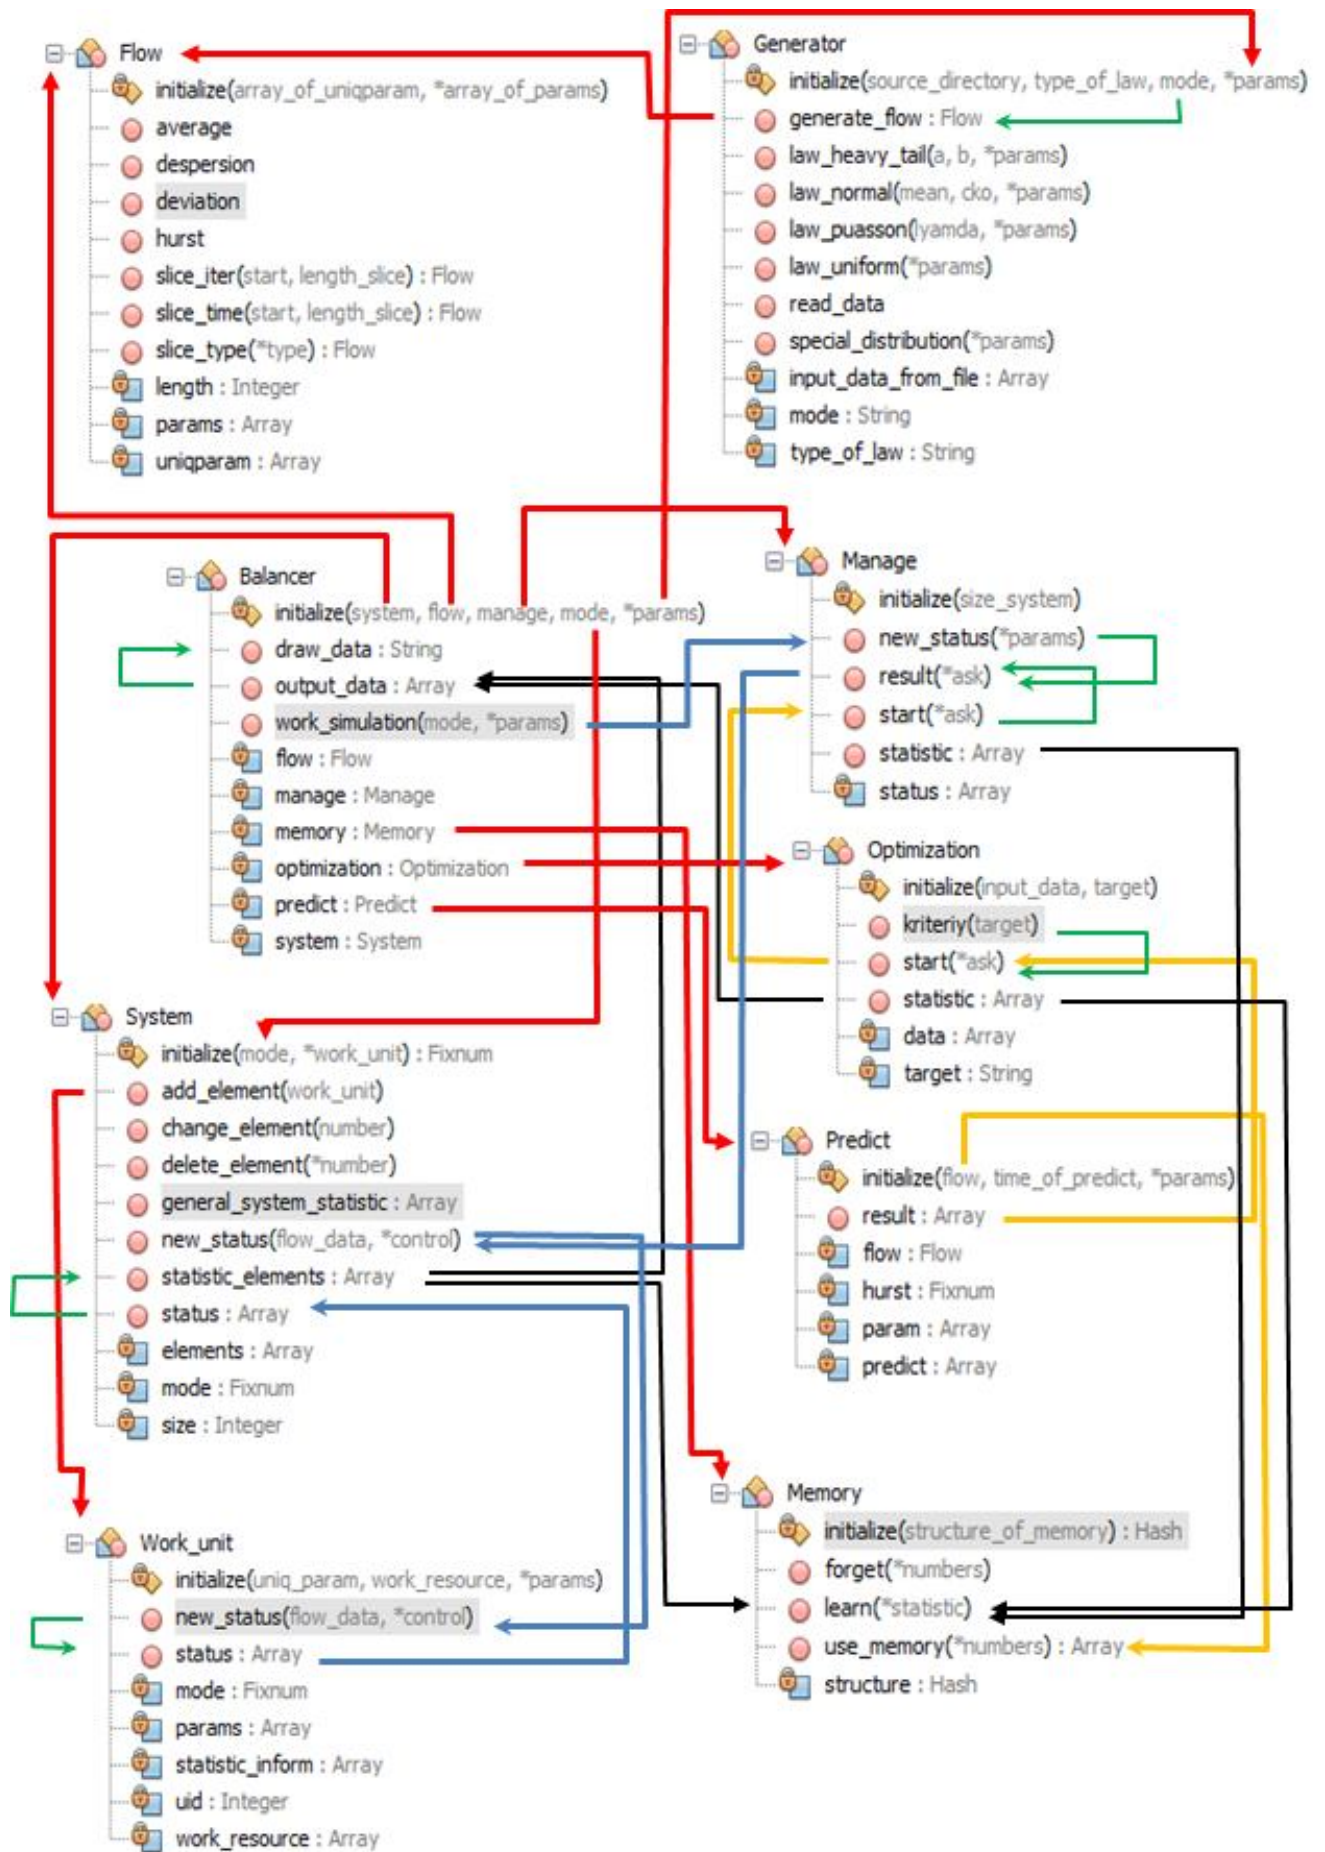 Flow
initialize(array_of_uniqparam, *array_of_params)
average
despersion
deviation
hurst
slice_iter(start, length_slice) : Flow
slice_time(start, length_slice) : Flow
slice_type(*type) : Flow
length : Integer
params : Array
uniqparam : Array
Generator
initialize(source_directory, type_of_law, mode, *params)
generate_flow : Flow
law_heavy_tail(a, b, *params)
law_normal(mean, cko, *params)
law_puasson(lyamda, *params)
law_uniform(*params)
read_data
special_distribution(*params)
input_data_from_file : Array
mode : String
type_of_law : String
Balancer
initialize(system, flow, manage, mode, *params)
draw_data : String
output_data : Array
work_simulation(mode, *params)
flow : Flow
manage : Manage
memory : Memory
optimization : Optimization
predict : Predict
system : System
Manage
initialize(size_system)
new_status(*params)
result(*ask)
start(*ask)
statistic : Array
status : Array
Optimization
initialize(input_data, target)
kriteriy(target)
start(*ask)
statistic : Array
data : Array
target : String
System
initialize(mode, *work_unit) : Fixnum
add_element(work_unit)
change_element(number)
delete_element(*number)
general_system_statistic : Array
new_status(flow_data, *control)
statistic_elements : Array
status : Array
elements : Array
mode : Fixnum
size : Integer
Predict
initialize(flow, time_of_predict, *params)
result : Array
flow : Flow
hurst : Fixnum
param : Array
predict : Array
Work_unit
initialize(uniq_param, work_resource, *params)
new_status(flow_data, *control)
status : Array
mode : Fixnum
params : Array
statistic_inform : Array
uid : Integer
work_resource : Array
Memory
initialize(structure_of_memory) : Hash
forget(*numbers)
learn(*statistic)
use_memory(*numbers) : Array
structure : Hash